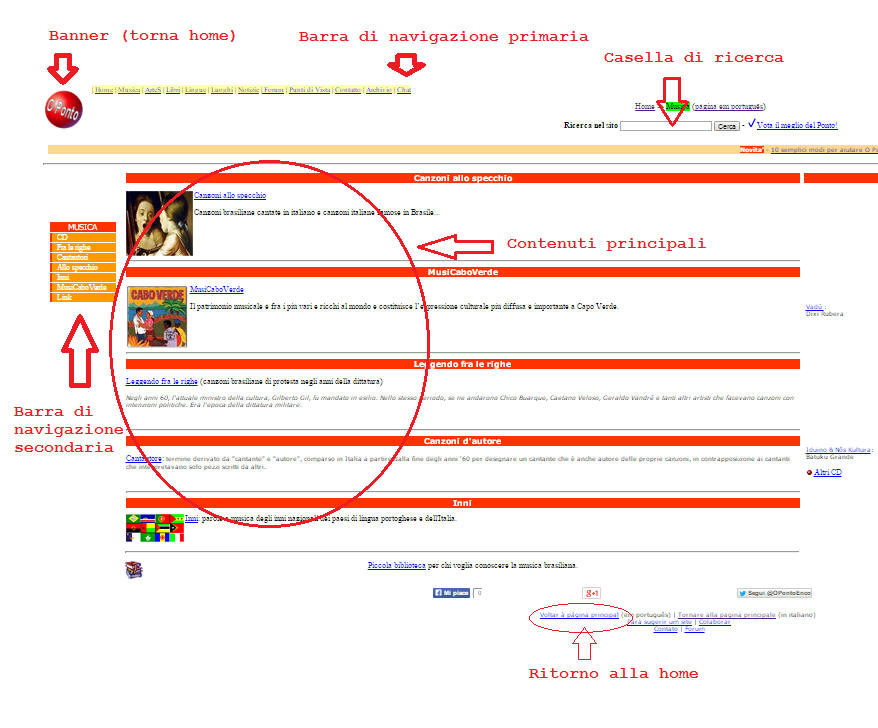 Banner (torna home)
Barra di navigazione primaria
Casella di ricerca
Home | Musica | ArteS | Libri | Lingue | Luoghi | Notizie | Forum | Punti di Vista | Contatto | Archivio | Chat
O'Ponto
Home > Musica (pagina em português)
Ricerca nel sito Cerca - Vota il meglio del Ponto!
Novita' - 10 semplici modi per aiutare O P
Canzoni allo specchio
Canzoni allo specchio
Canzoni brasiliane cantate in italiano e canzoni italiane famose in Brasile...
MUSICA
CD
Fra le righe
Cantautori
Allo specchio
Inni
MusiCaboVerde
Link
Contenuti principali
MusiCaboVerde
CABO VERDE
MusiCaboVerde
Il patrimonio musicale è fra i più vari e ricchi al mondo e costituisce l'espressione culturale più diffusa e importante a Capo Verde.
Vadú :
Dixi Rubera
Leggendo fra le righe
Leggendo fra le righe (canzoni brasiliane di protesta negli anni della dittatura)
Negli anni 60, l'attuale ministro della cultura, Gilberto Gil, fu mandato in esilio. Nello stesso periodo, se ne andarono Chico Buarque, Caetano Veloso, Geraldo Vandré e tanti altri artisti che facevano canzoni con
intenzioni politiche. Era l'epoca della dittatura militare.
Barra di
navigazione
secondaria
Canzoni d'autore
Cantautore: termine derivato da "cantante" e "autore", comparso in Italia a partire dalla fine degli anni '60 per designare un cantante che è anche autore delle proprie canzoni, in contrapposizione ai cantanti
che interpretavano solo pezzi scritti da altri.
Iduino & Nôs Kultura:
Batuku Grande
Altri CD
Inni
Inni: parole e musica degli inni nazionali dei paesi di lingua portoghese e dell'Italia.
Piccola biblioteca per chi voglia conoscere la musica brasiliana.
Mi piace 0
g+1
Segui @OPontoEnco
Voltar à página principal (em português) | Tornare alla pagina principale (in italiano)
Para sugerir um site | Colaborar
Contato | Forum
Ritorno alla home